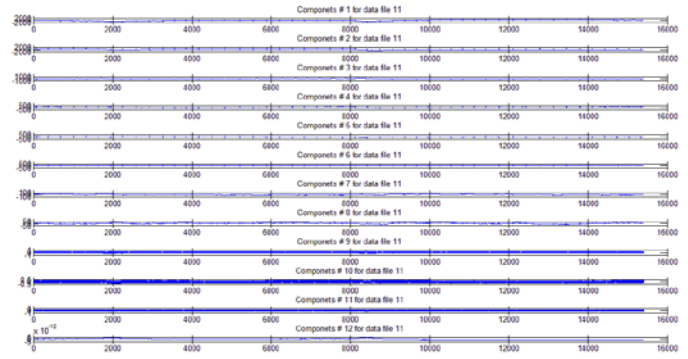 Componets # 1 for data file 11
0 2000 4000 6000 8000 10000 12000 14000 16000
Componets # 2 for data file 11
0 2000 4000 6000 8000 10000 12000 14000 16000
Componets # 3 for data file 11
0 2000 4000 6000 8000 10000 12000 14000 16000
Componets # 4 for data file 11
0 2000 4000 6000 8000 10000 12000 14000 16000
Componets # 5 for data file 11
0 2000 4000 6000 8000 10000 12000 14000 16000
Componets # 6 for data file 11
0 2000 4000 6000 8000 10000 12000 14000 16000
Componets # 7 for data file 11
0 2000 4000 6000 8000 10000 12000 14000 16000
Componets # 8 for data file 11
0 2000 4000 6000 8000 10000 12000 14000 16000
Componets # 9 for data file 11
0 2000 4000 6000 8000 10000 12000 14000 16000
Componets # 10 for data file 11
0 2000 4000 6000 8000 10000 12000 14000 16000
Componets # 11 for data file 11
0 2000 4000 6000 8000 10000 12000 14000 16000
x 10^-12
Componets # 12 for data file 11
0 2000 4000 6000 8000 10000 12000 14000 16000